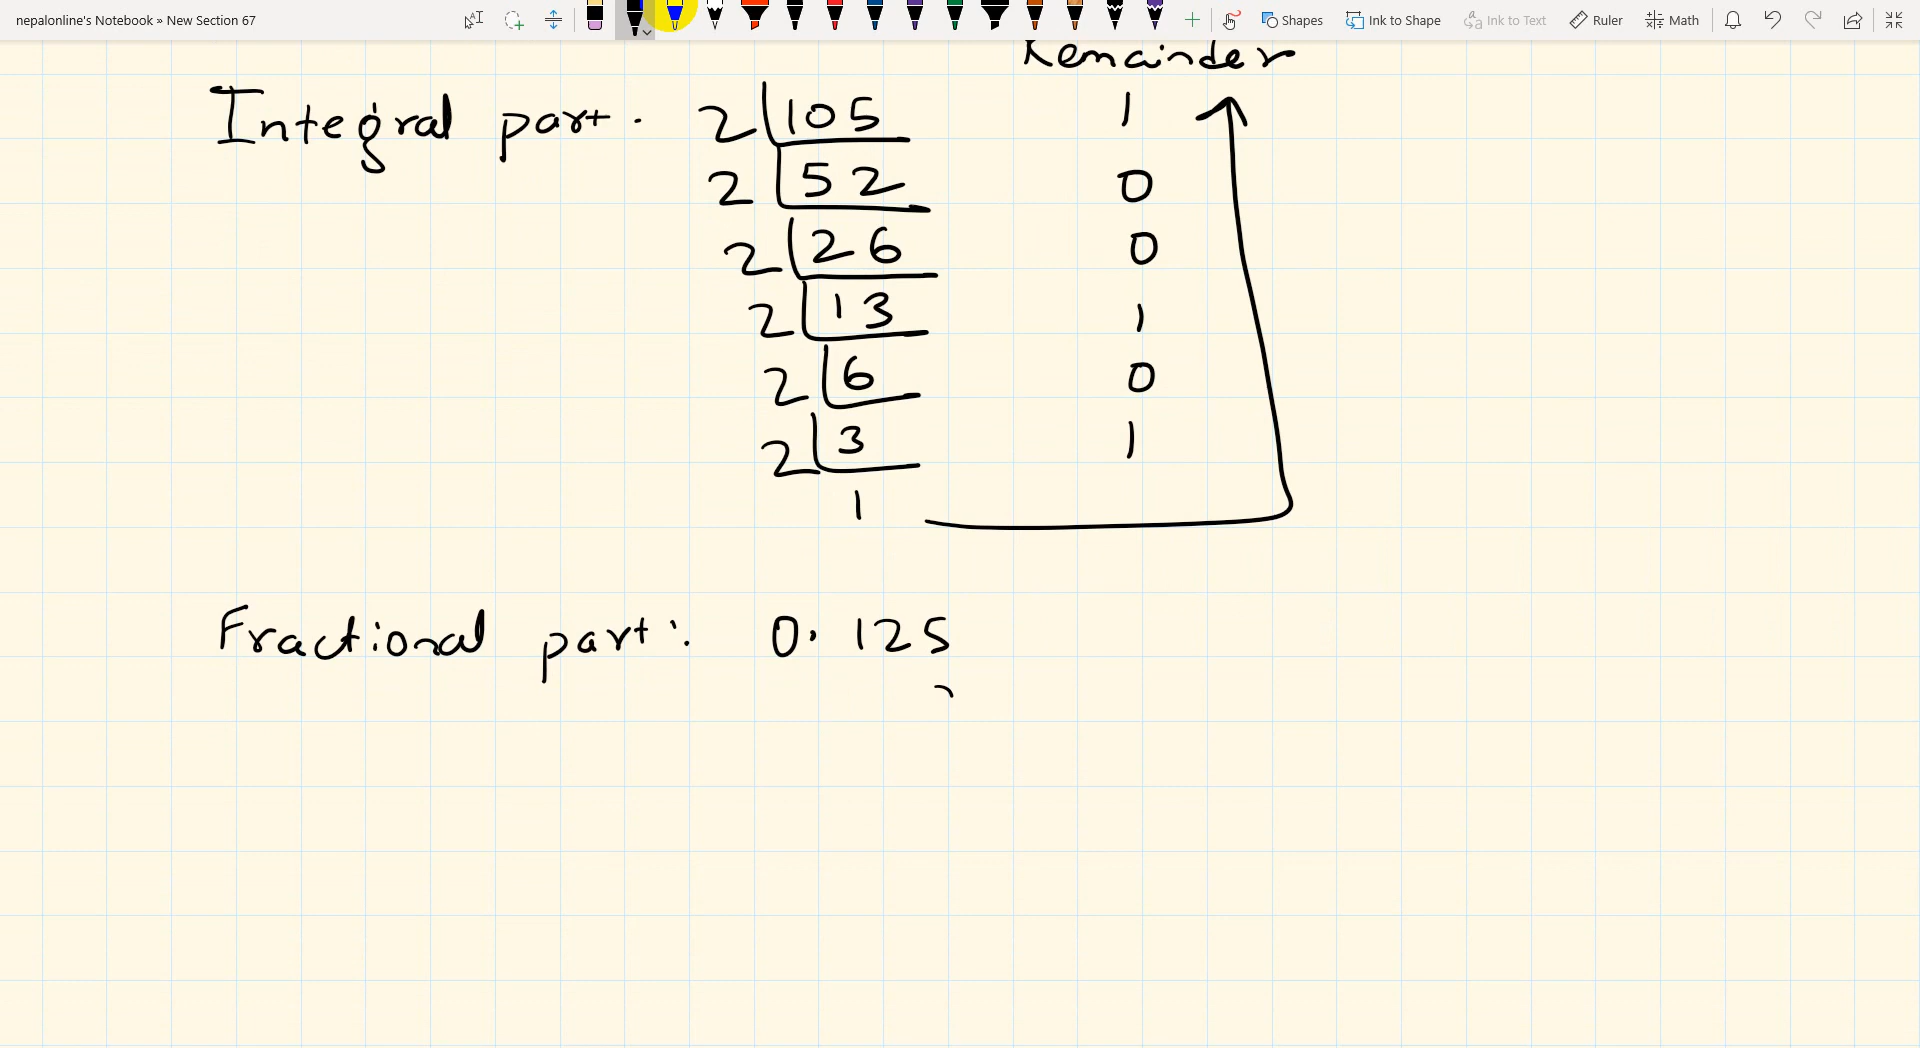 nepalonline's Notebook » New Section 67
Shapes Ink to Shape Ink to Text Ruler Math
Remainder
Integral part. 2 105 1
2 52 0
2 26 0
2 13 1
2 6 0
2 3 1
1
Fractional part: 0.125